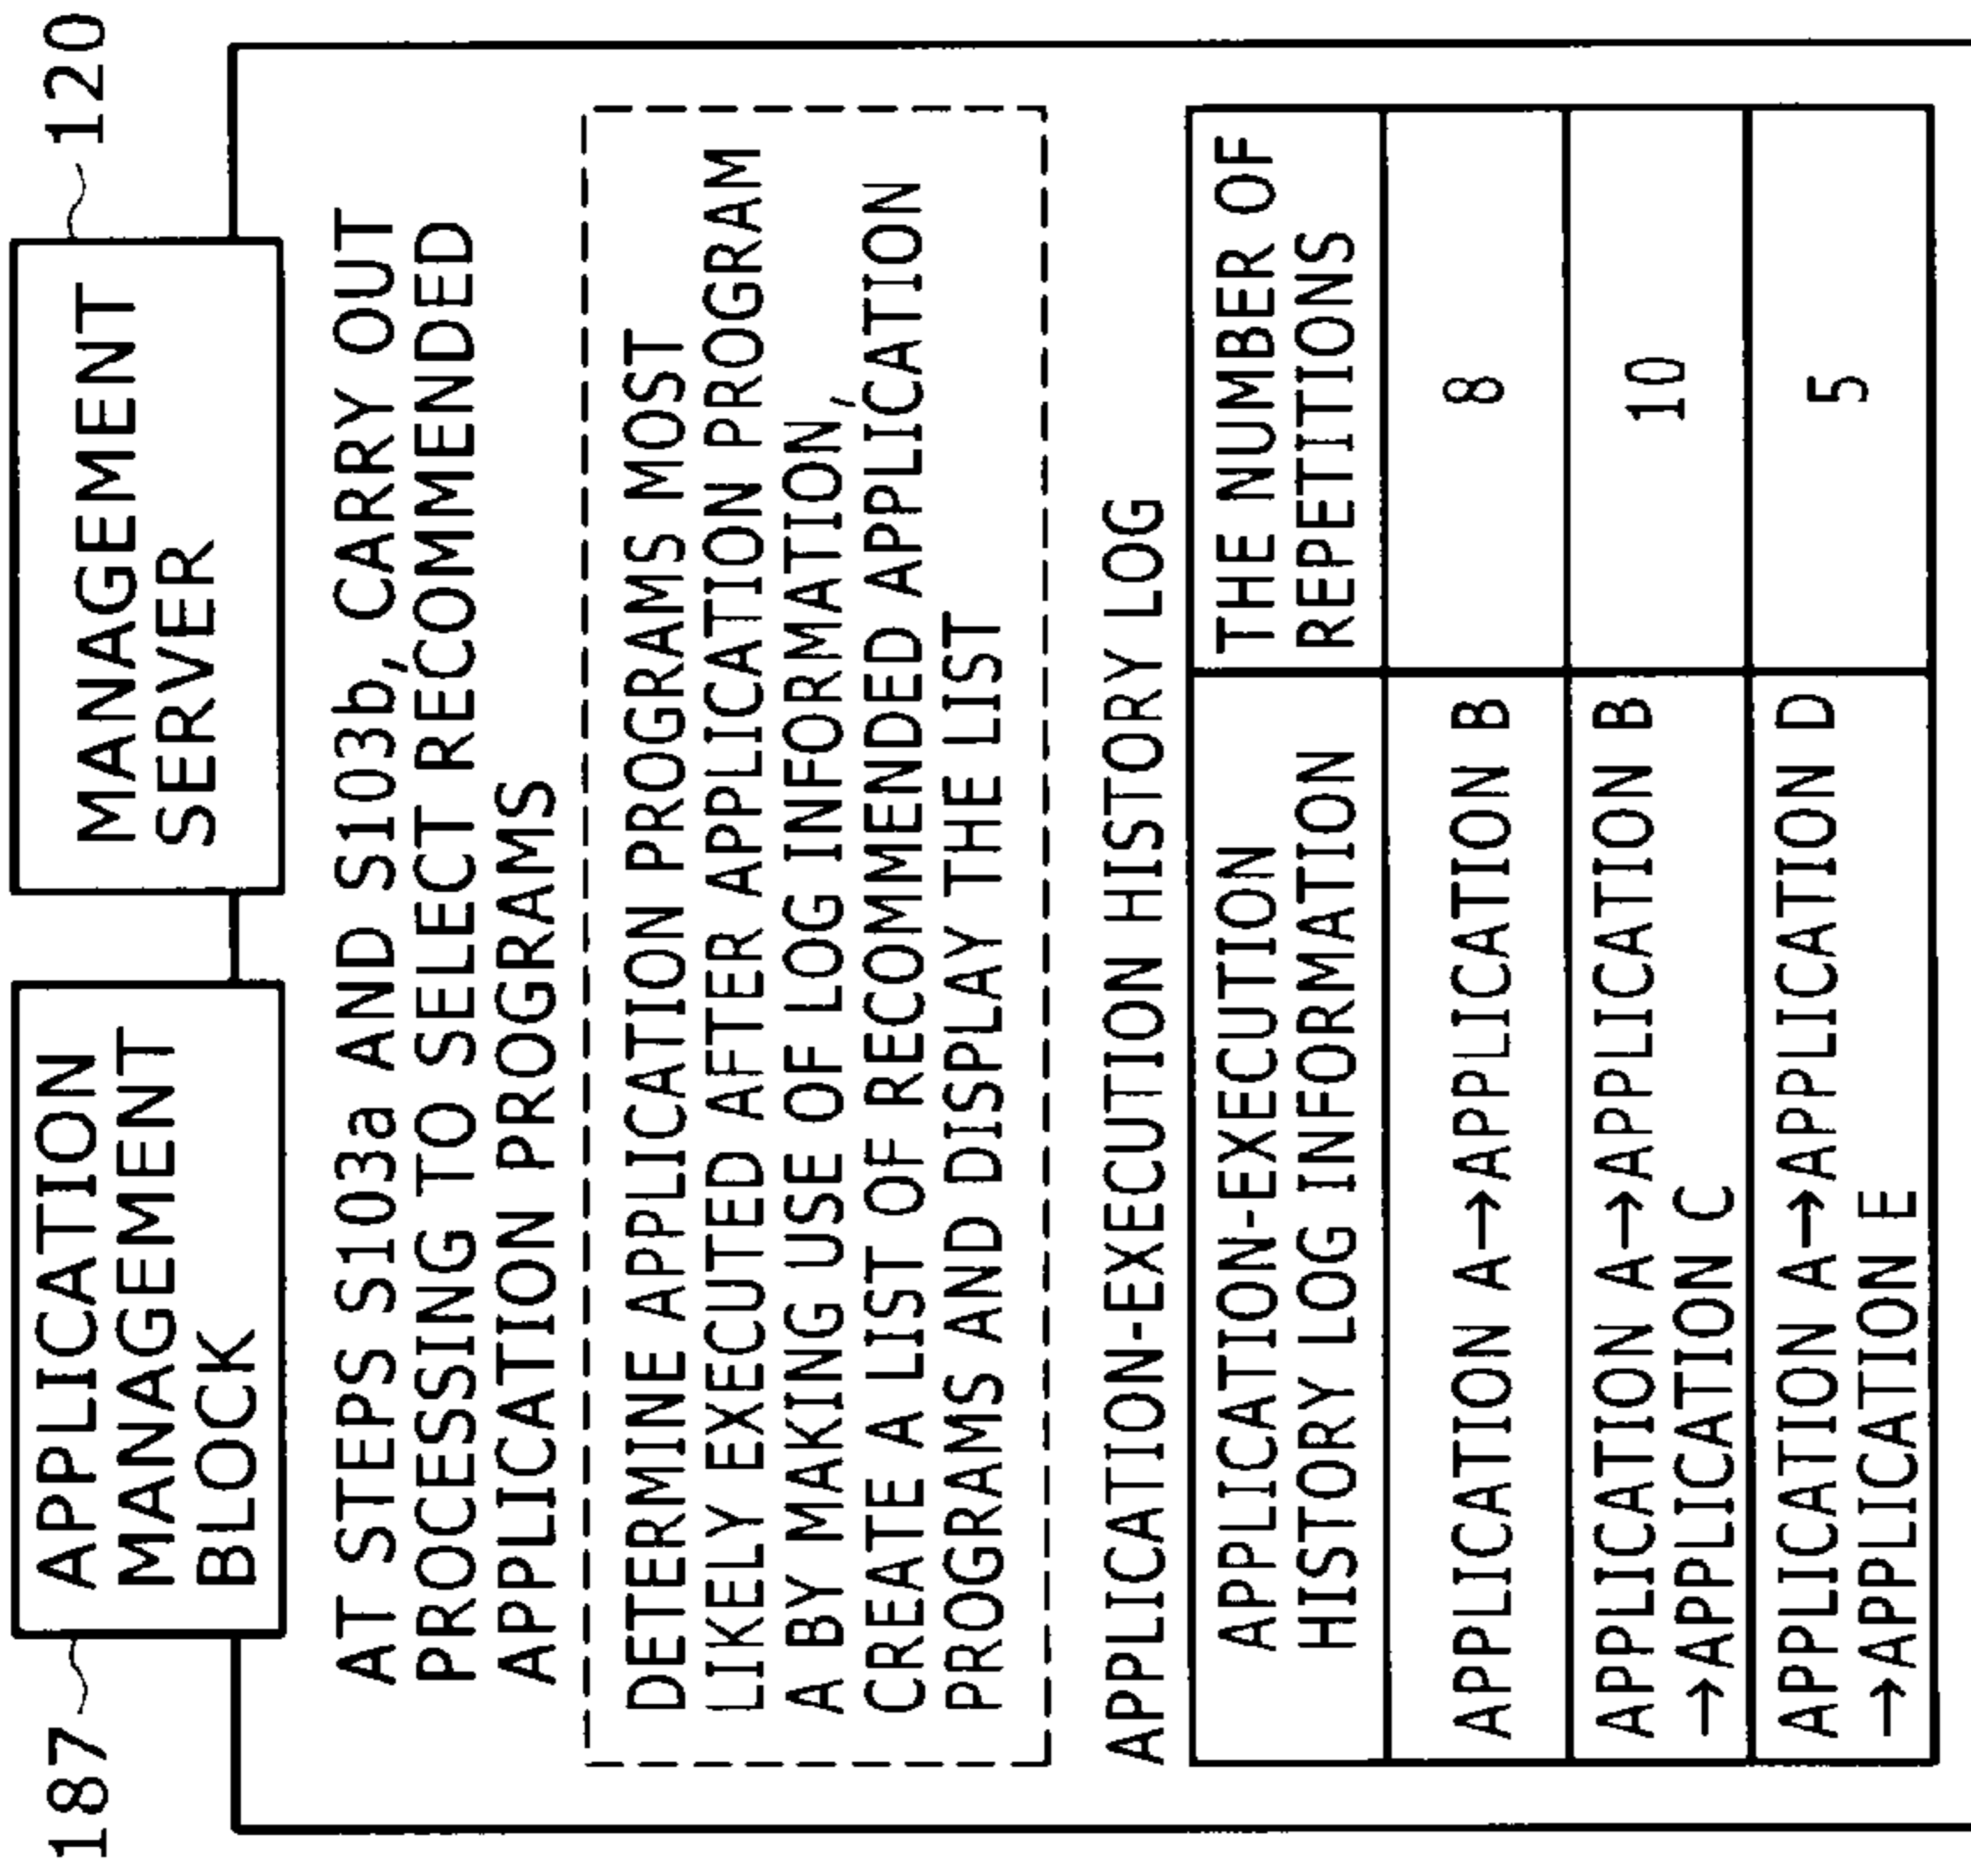 187
APPLICATION
MANAGEMENT
BLOCK
MANAGEMENT
SERVER
120
AT STEPS S103a AND S103b, CARRY OUT
PROCESSING TO SELECT RECOMMENDED
APPLICATION PROGRAMS
DETERMINE APPLICATION PROGRAMS MOST
LIKELY EXECUTED AFTER APPLICATION PROGRAM
A BY MAKING USE OF LOG INFORMATION,
CREATE A LIST OF RECOMMENDED APPLICATION
PROGRAMS AND DISPLAY THE LIST
APPLICATION-EXECUTION HISTORY LOG
APPLICATION-EXECUTION
HISTORY LOG INFORMATION
THE NUMBER OF
REPETITIONS
APPLICATION A→APPLICATION B
8
APPLICATION A→APPLICATION B
→APPLICATION C
10
APPLICATION A→APPLICATION D
→APPLICATION E
5